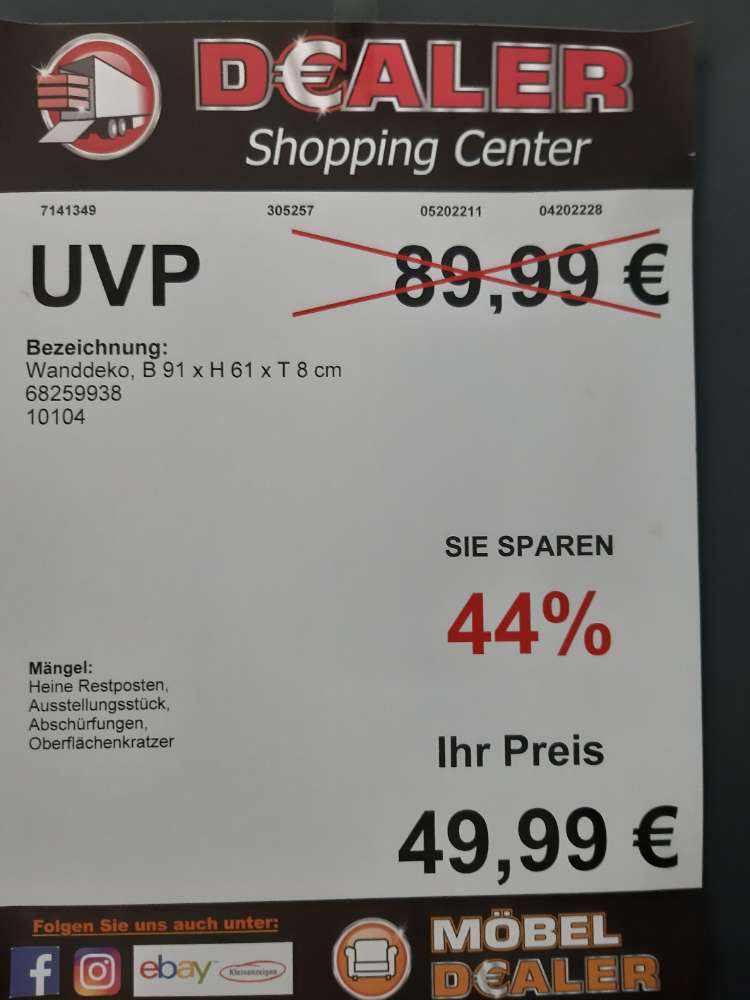 D€ALER
Shopping Center
7141349 305257 05202211 04202228
UVP 89,99 €
Bezeichnung:
Wanddeko, B 91 x H 61 x T 8 cm
68259938
10104
SIE SPAREN
44%
Mängel:
Heine Restposten,
Ausstellungsstück,
Abschürfungen,
Oberflächenkratzer
Ihr Preis
49,99 €
Folgen Sie uns auch unter:
f ebay Kleinanzeigen
MÖBEL
D€ALER